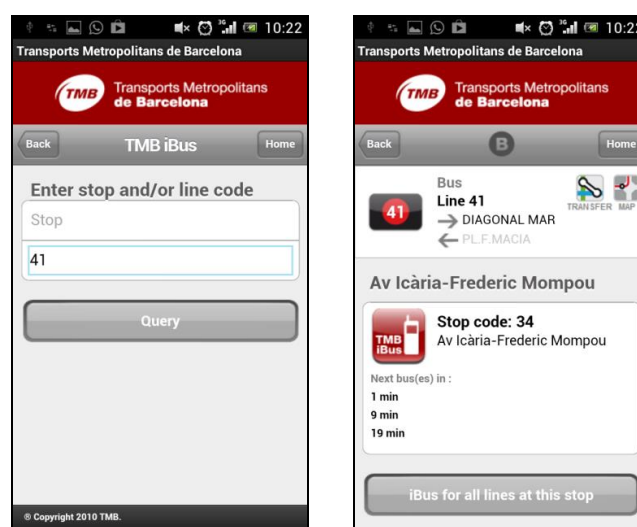 10:22
Transports Metropolitans de Barcelona
TMB Transports Metropolitans
de Barcelona
Back TMB iBus Home
Enter stop and/or line code
Stop
41
Query
© Copyright 2010 TMB.
10:22
Transports Metropolitans de Barcelona
TMB Transports Metropolitans
de Barcelona
Back B Home
Bus
41 Line 41
DIAGONAL MAR
PL.F.MACIA
TRANSFER MAP
Av Icària-Frederic Mompou
TMB
iBus
Stop code: 34
Av Icària-Frederic Mompou
Next bus(es) in :
1 min
9 min
19 min
iBus for all lines at this stop